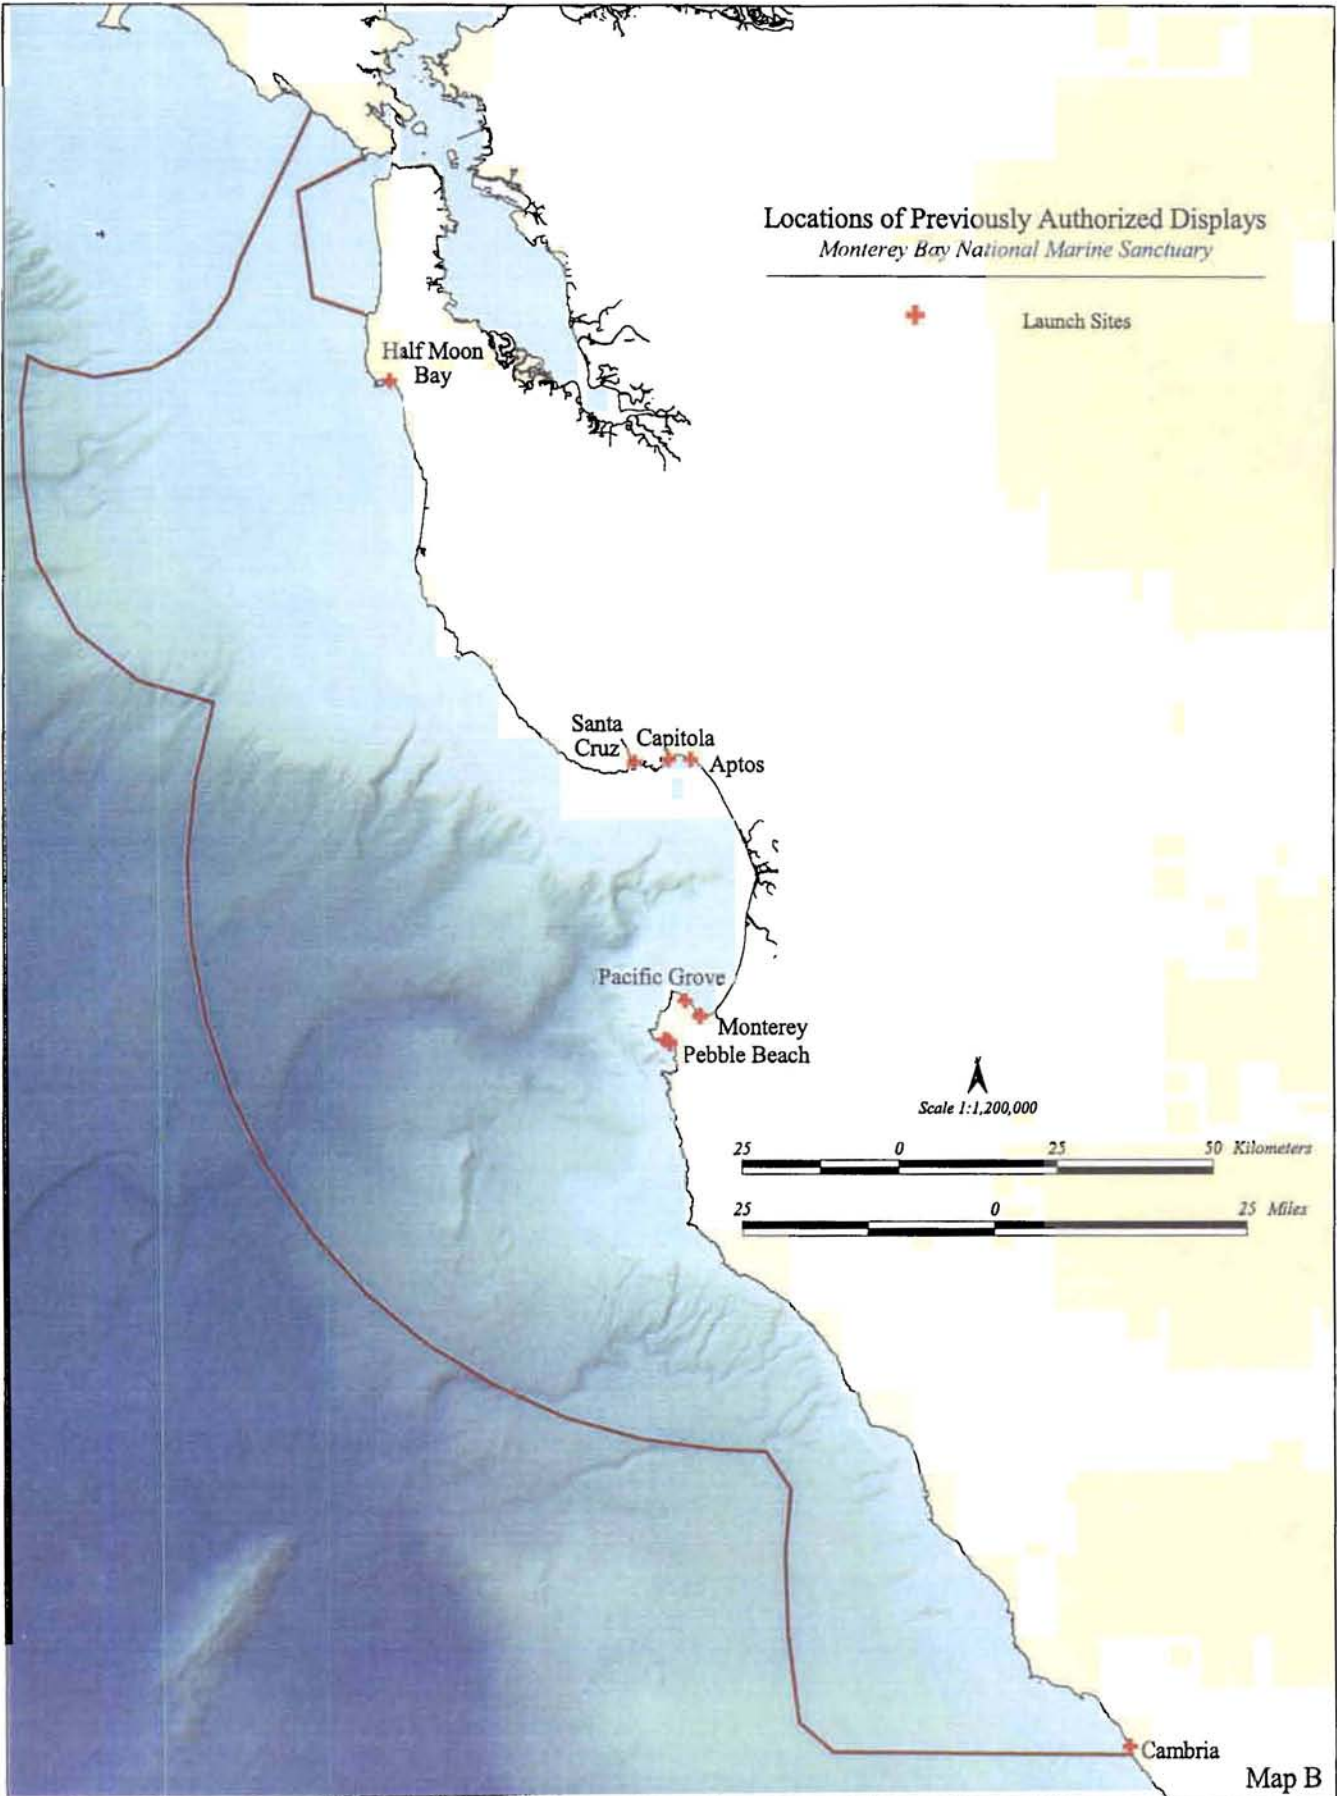 Locations of Previously Authorized Displays
Monterey Bay National Marine Sanctuary
Launch Sites
Half Moon
Bay
Santa
Cruz
Capitola
Aptos
Pacific Grove
Monterey
Pebble Beach
Scale 1:1,200,000
25 0 25 50 Kilometers
25 0 25 Miles
Cambria
Map B